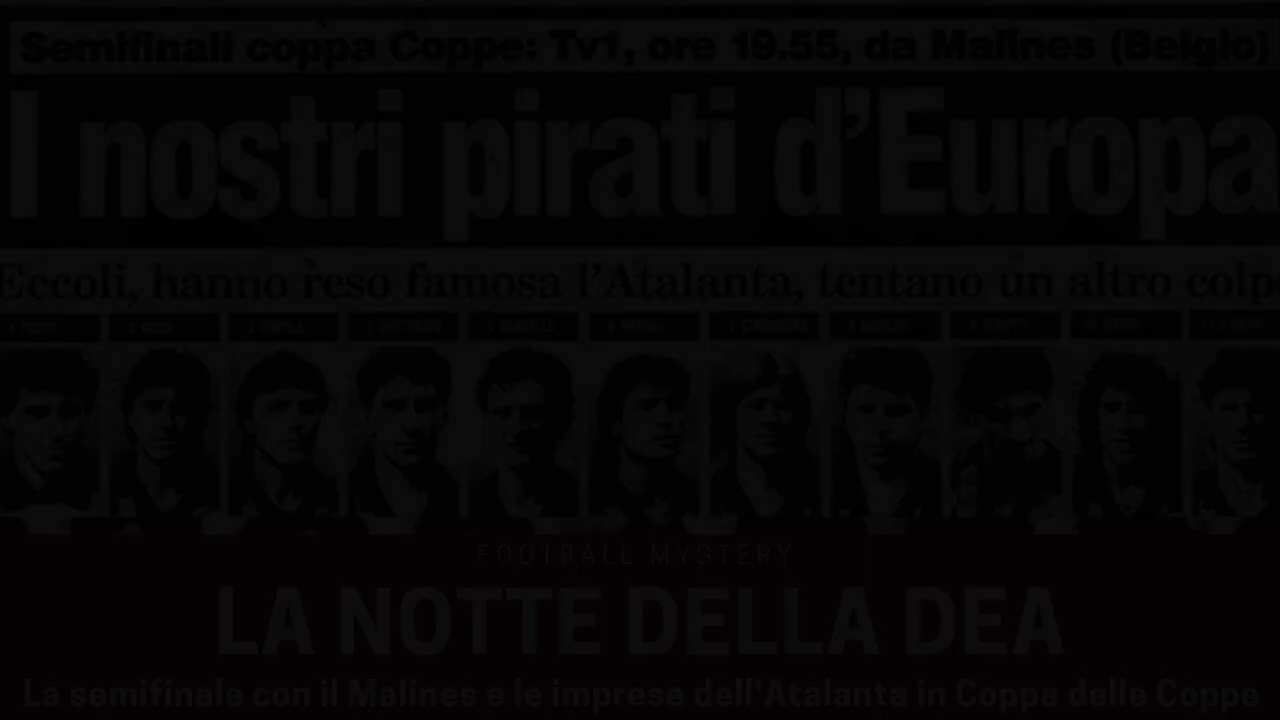 Semifinali coppa Coppe: Tv1, ore 19.55, da Malines (Belgio)
I nostri pirati d'Europa
Eccoli, hanno reso famosa l'Atalanta, tentano un altro colp
FOOTBALL MYSTERY
LA NOTTE DELLA DEA
La semifinale con il Malines e le imprese dell'Atalanta in Coppa delle Coppe